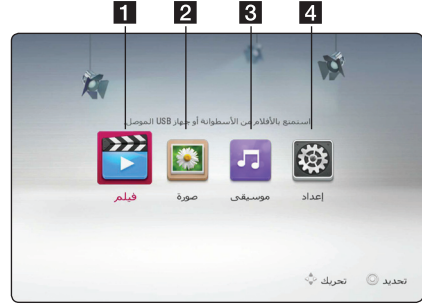 1 2 3 4
استمتع بالأفلام من الأسطوانة أو جهاز USB الموصل.
فيلم صورة موسيقى إعداد
تحريك تحديد